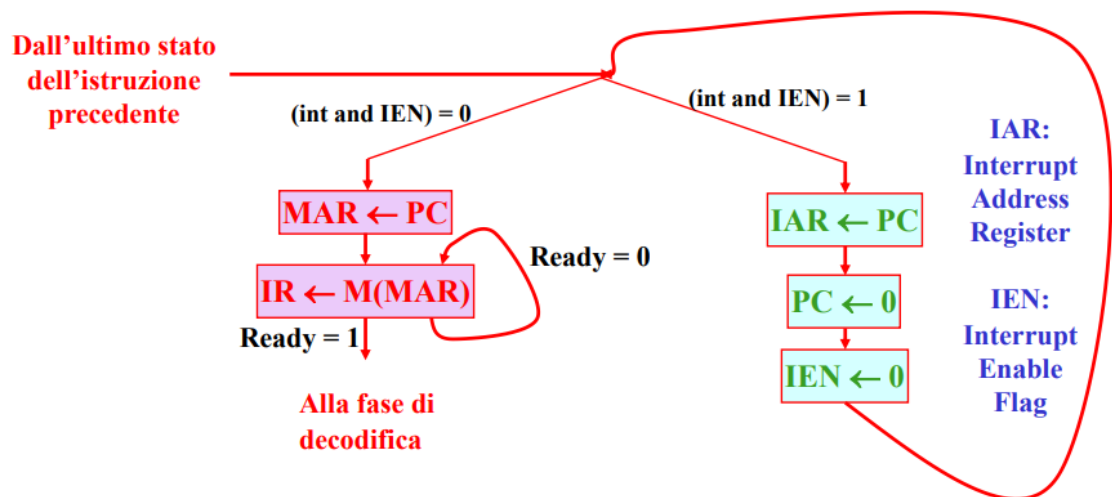 Dall’ultimo stato
dell’istruzione
precedente
(int and IEN) = 0
(int and IEN) = 1
MAR ← PC
IR ← M(MAR)
Ready = 0
Ready = 1
Alla fase di
decodifica
IAR ← PC
PC ← 0
IEN ← 0
IAR:
Interrupt
Address
Register
IEN:
Interrupt
Enable
Flag